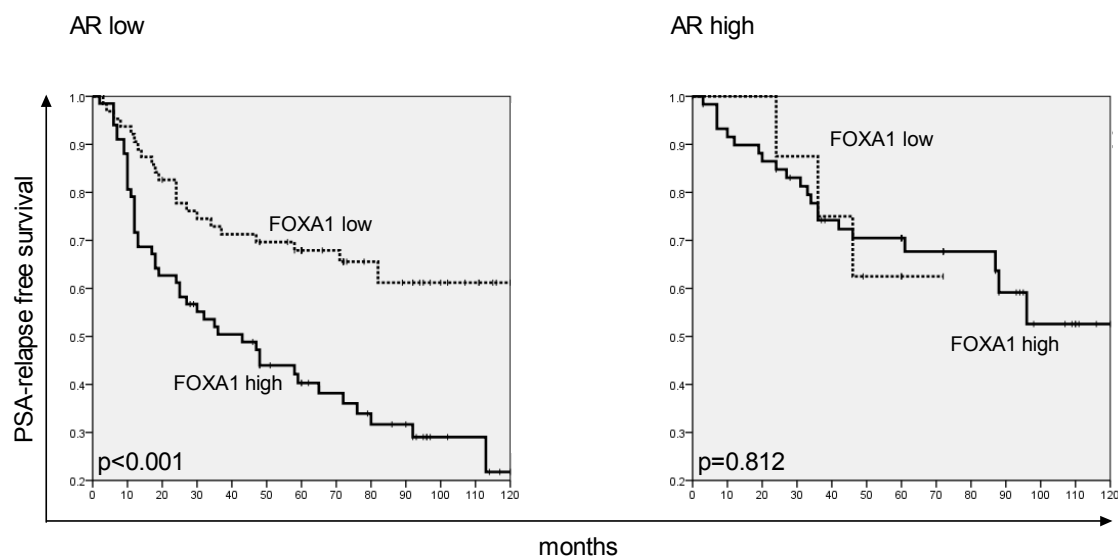 AR low
AR high
PSA-relapse free survival
1.0
0.9
0.8
0.7
0.6
0.5
0.4
0.3
0.2
FOXA1 low
FOXA1 high
p<0.001
0 10 20 30 40 50 60 70 80 90 100 110 120
1.0
0.9
0.8
0.7
0.6
0.5
0.4
0.3
0.2
FOXA1 low
FOXA1 high
p=0.812
0 10 20 30 40 50 60 70 80 90 100 110 120
months